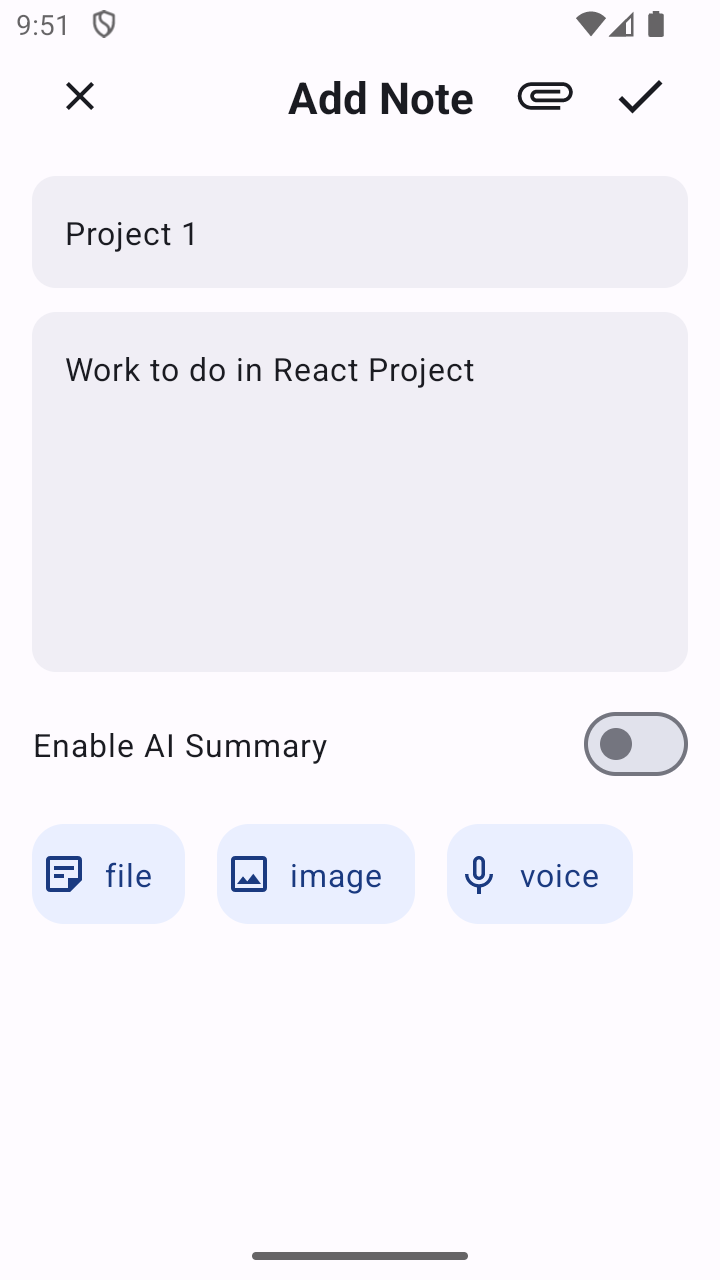 9:51
Add Note
Project 1
Work to do in React Project
Enable AI Summary
file
image
voice